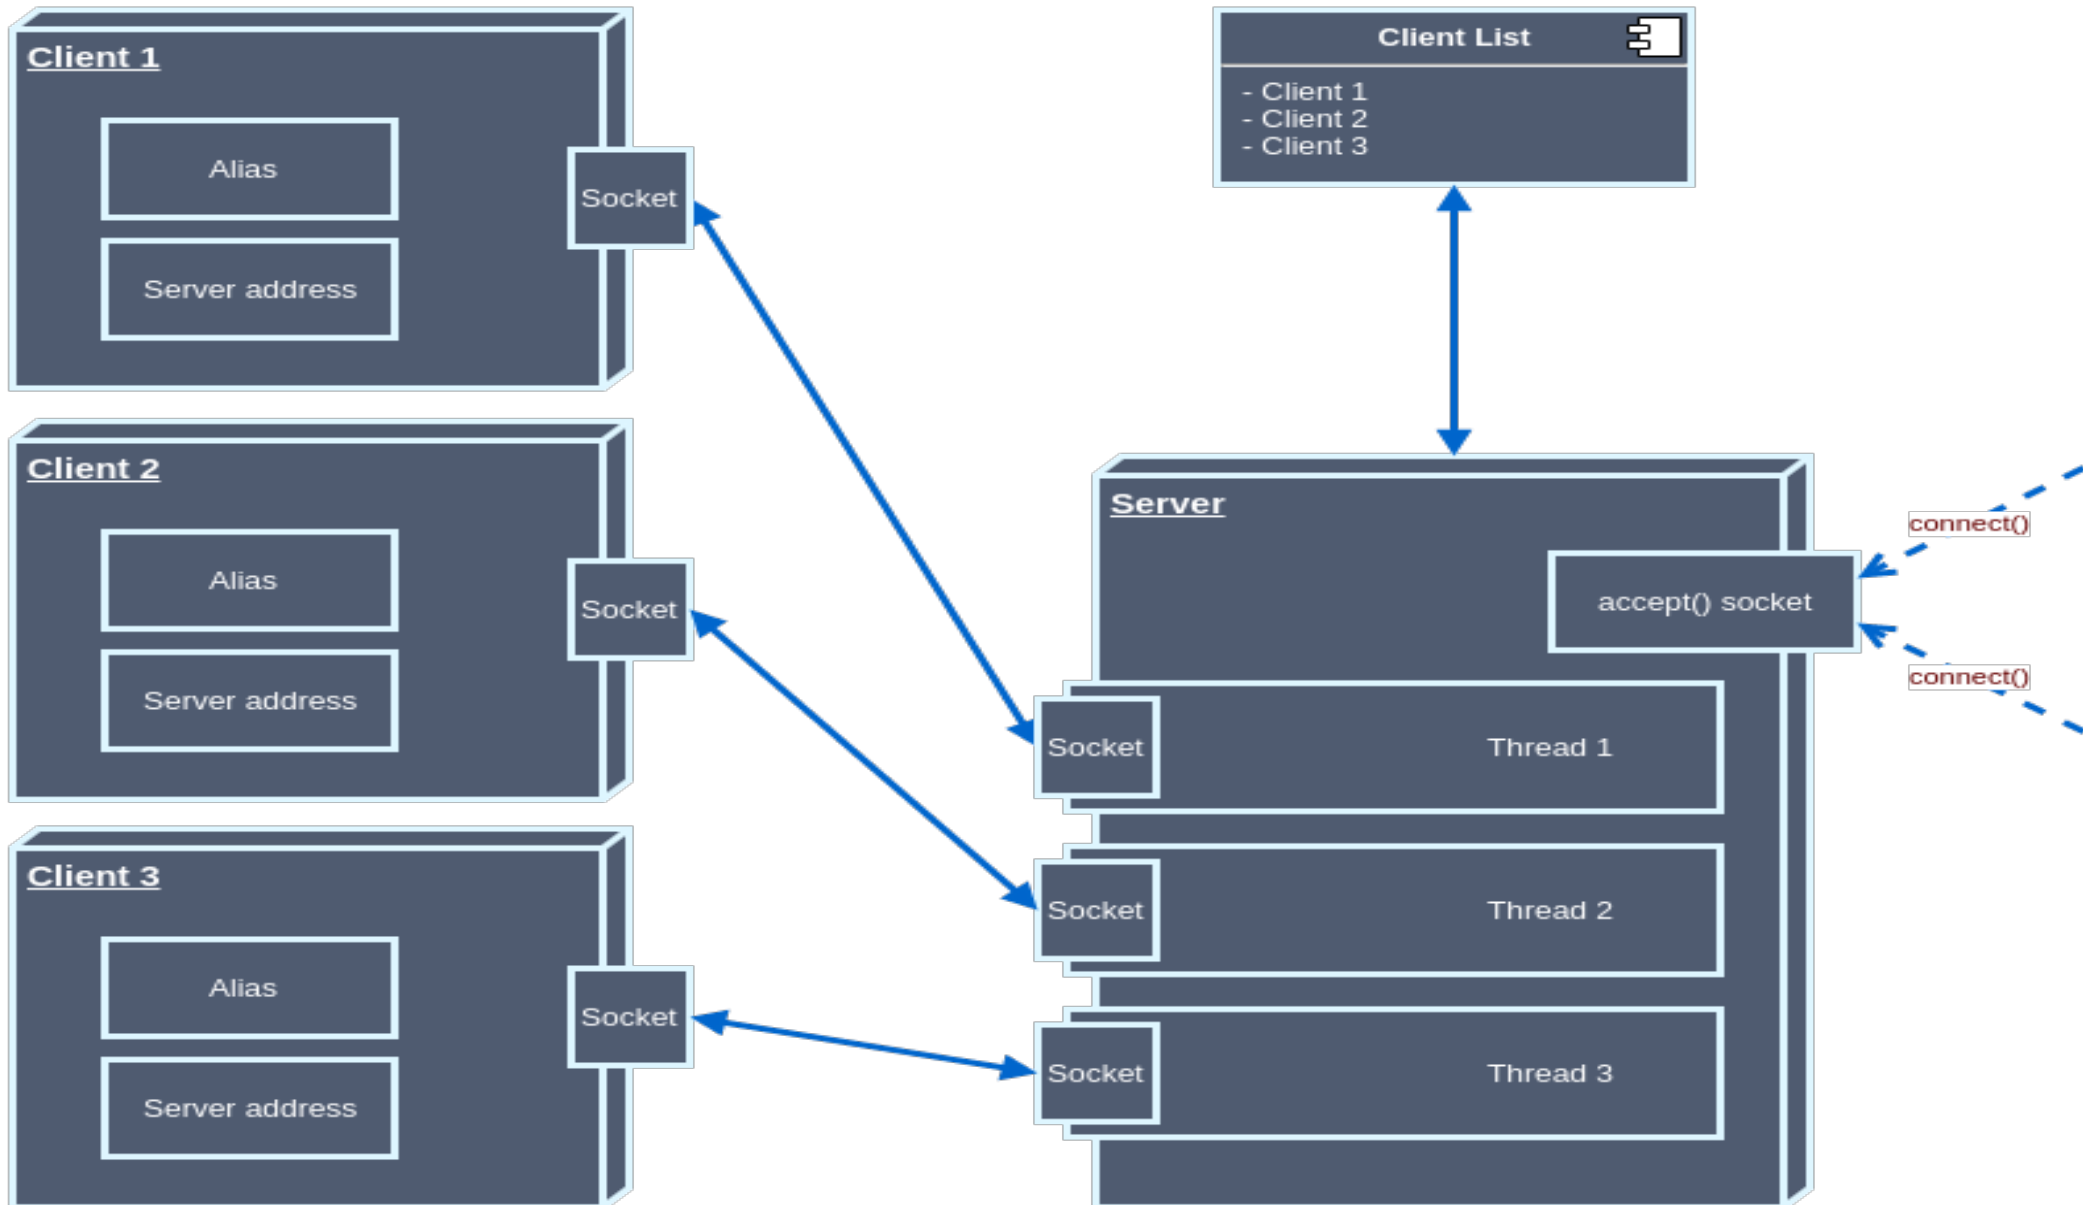 Client 1
Alias
Server address
Socket
Client 2
Alias
Server address
Socket
Client 3
Alias
Server address
Socket
Client List
- Client 1
- Client 2
- Client 3
Server
accept() socket
connect()
connect()
Socket
Thread 1
Socket
Thread 2
Socket
Thread 3